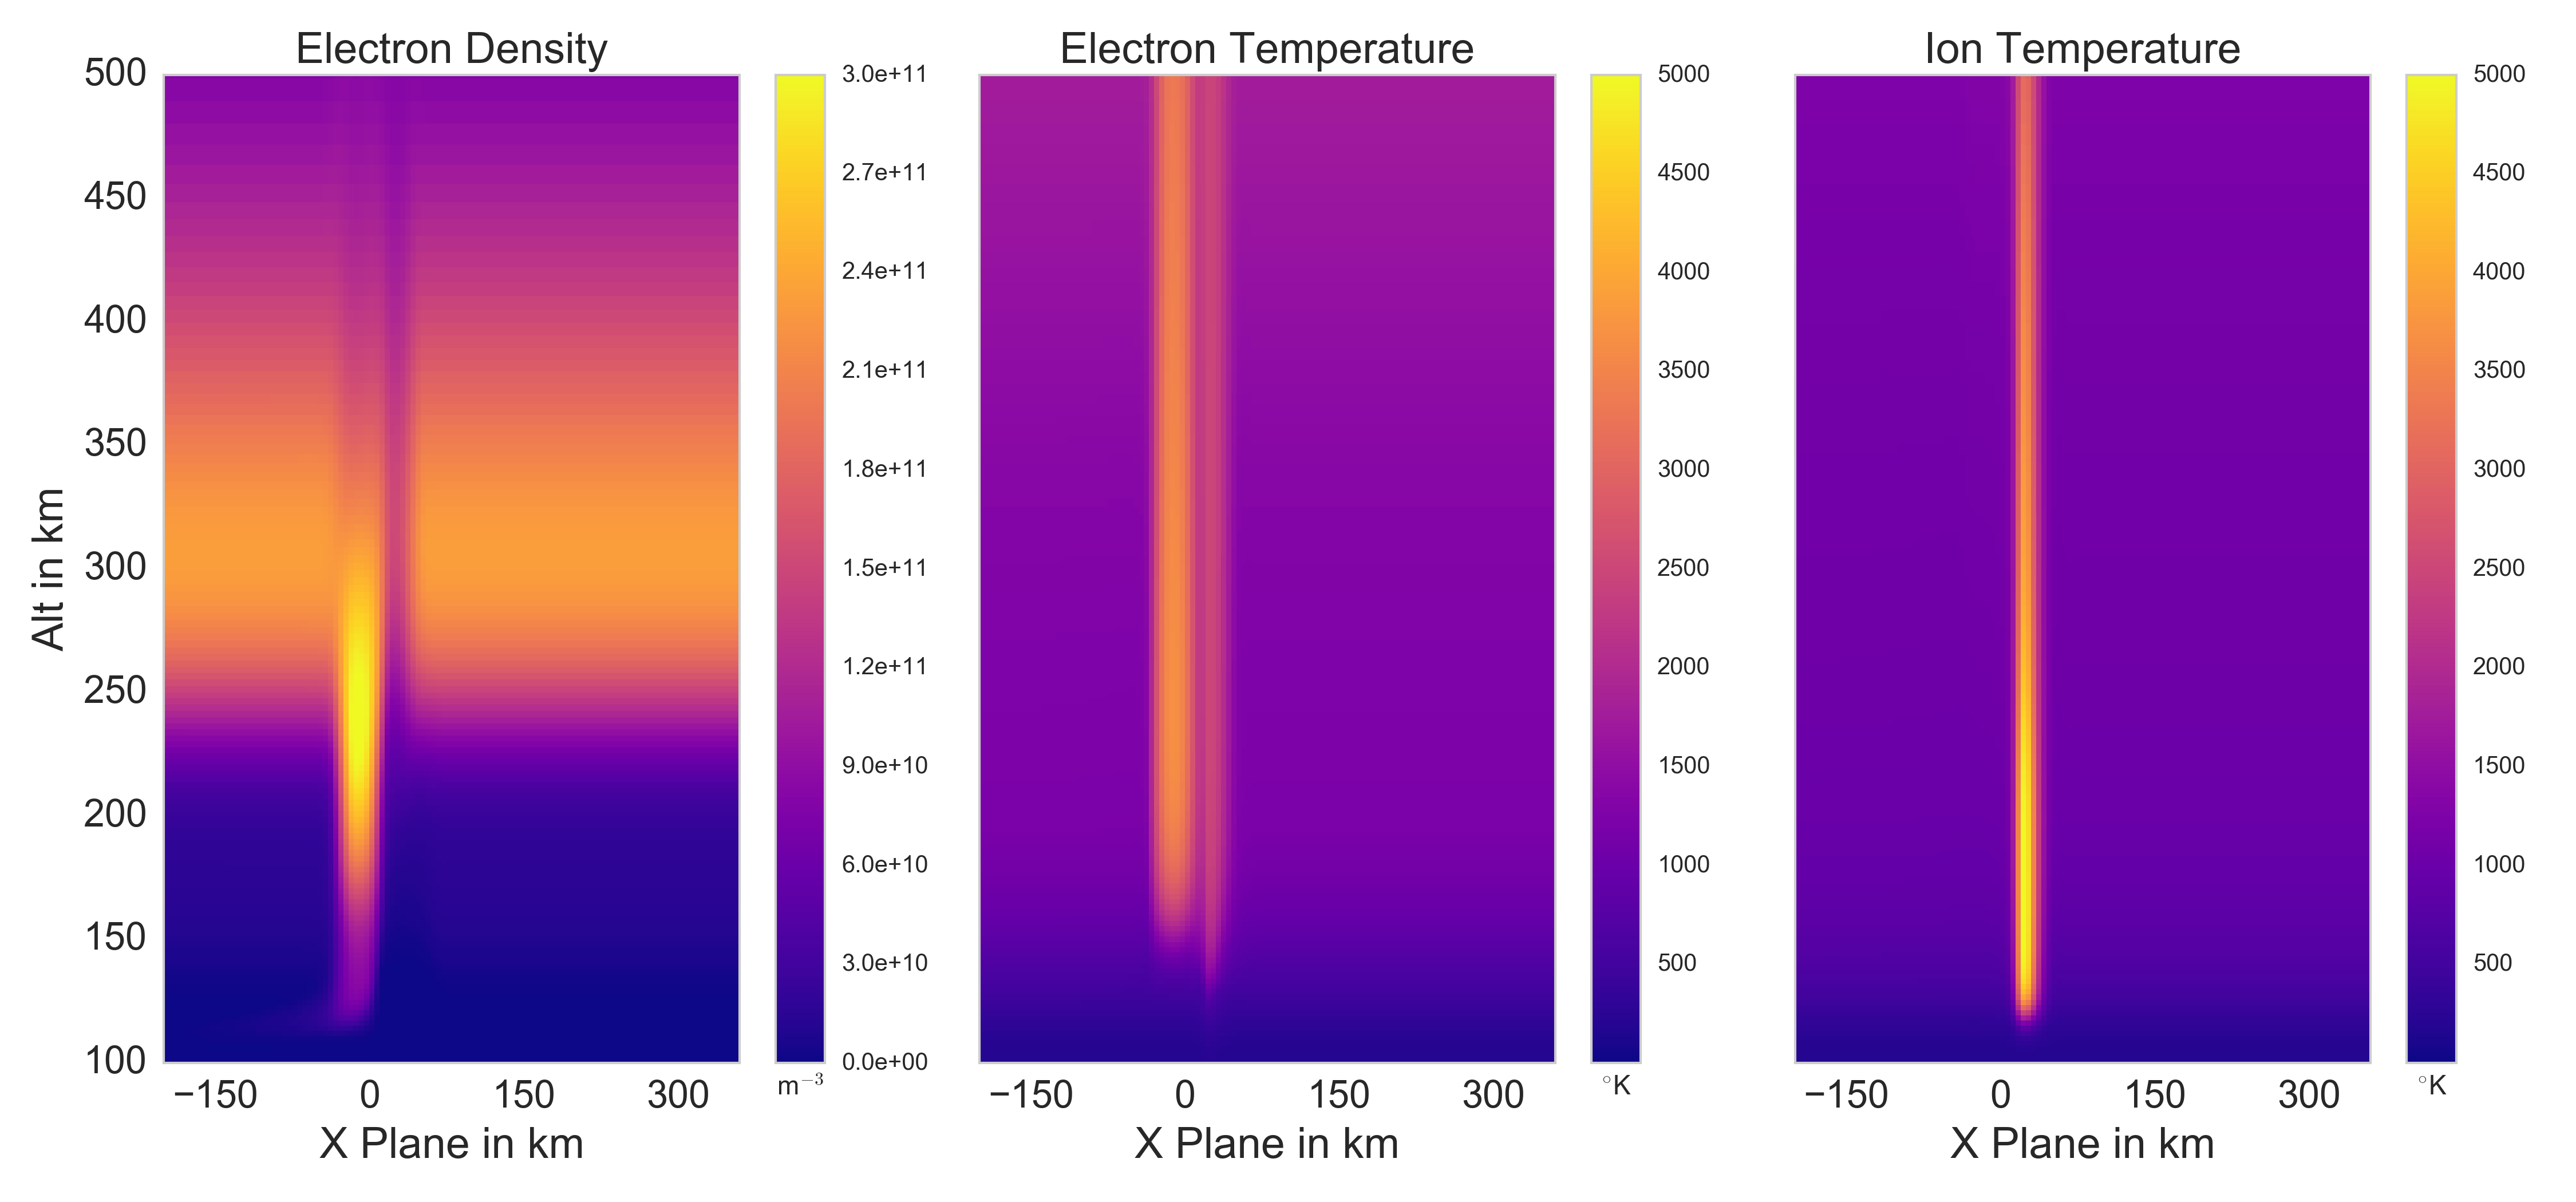 Electron Density
Electron Temperature
Ion Temperature
500
450
400
350
300
250
200
150
100
Alt in km
−150 0 150 300
X Plane in km
3.0e+11
2.7e+11
2.4e+11
2.1e+11
1.8e+11
1.5e+11
1.2e+11
9.0e+10
6.0e+10
3.0e+10
0.0e+00
m⁻³
−150 0 150 300
X Plane in km
5000
4500
4000
3500
3000
2500
2000
1500
1000
500
°K
−150 0 150 300
X Plane in km
5000
4500
4000
3500
3000
2500
2000
1500
1000
500
°K